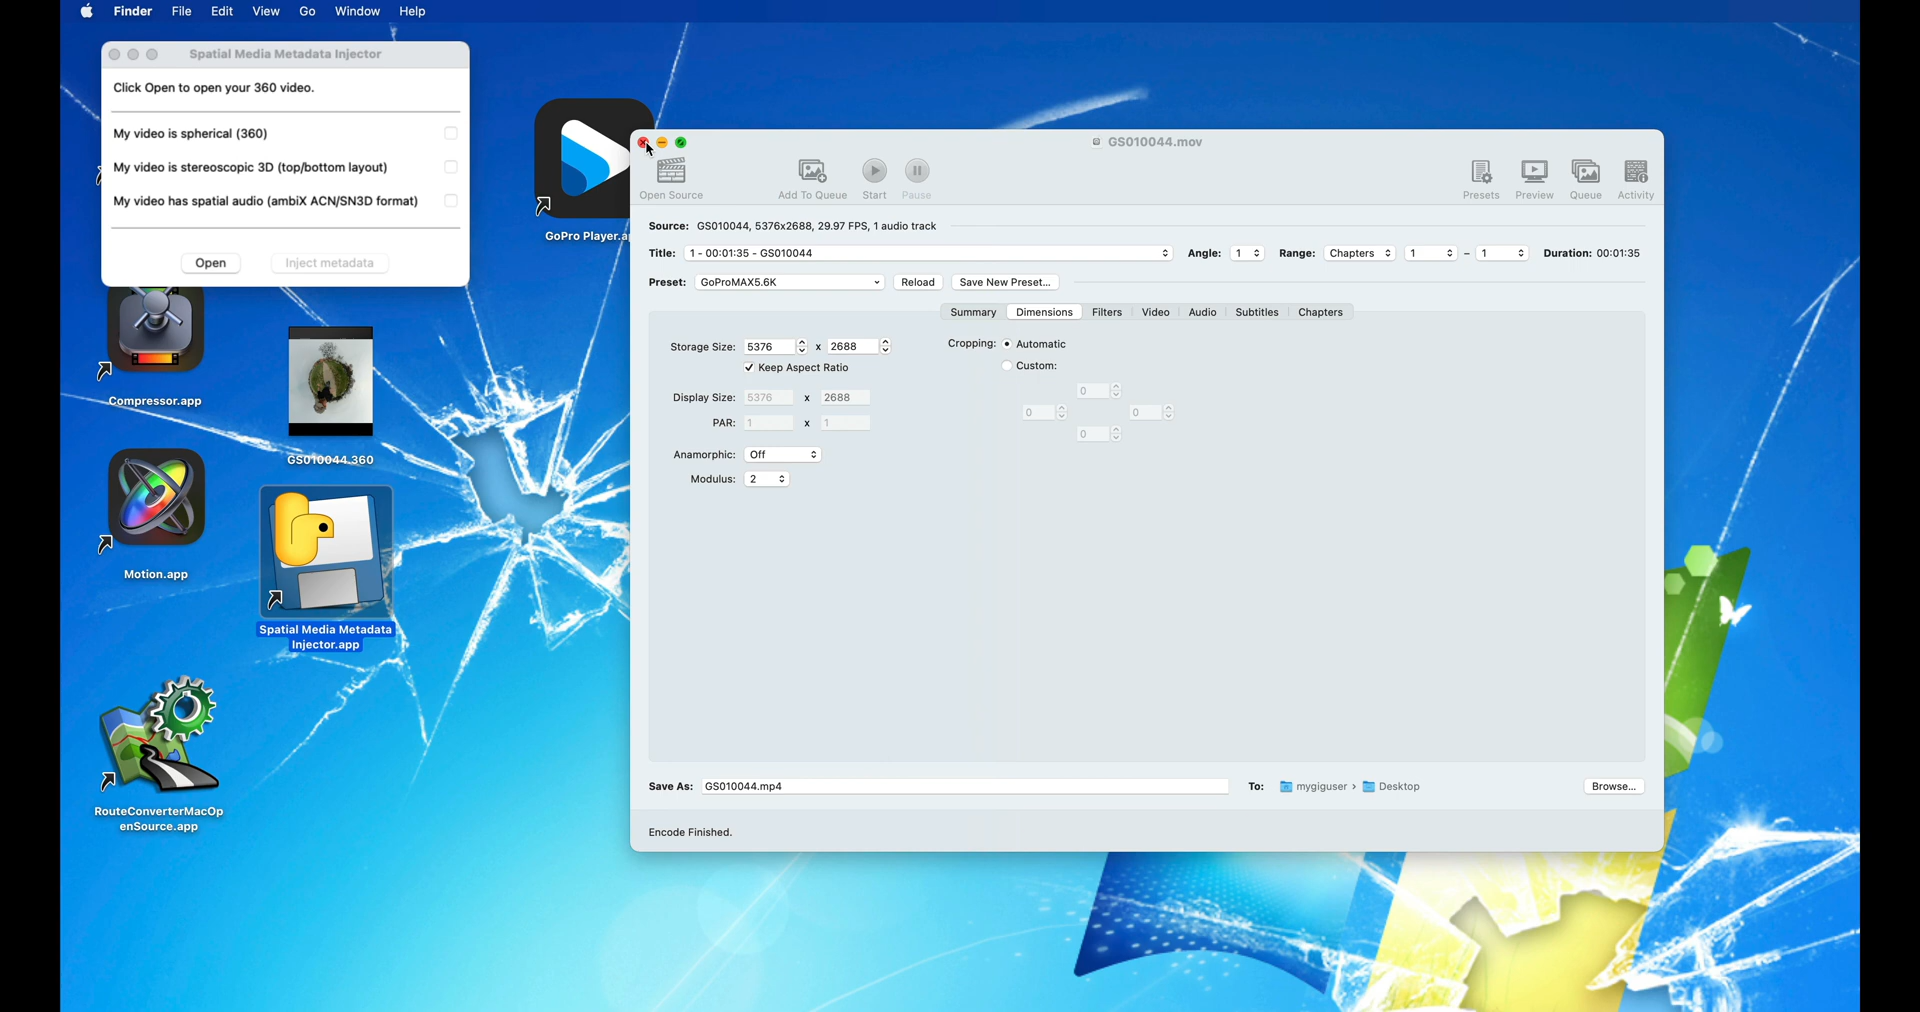 Finder File Edit View Go Window Help
Spatial Media Metadata Injector
Click Open to open your 360 video.
My video is spherical (360)
My video is stereoscopic 3D (top/bottom layout)
My video has spatial audio (ambiX ACN/SN3D format)
Open Inject metadata
GoPro Player.a
Compressor.app
GS010044.360
Motion.app
Spatial Media Metadata
Injector.app
RouteConverterMacOp
enSource.app
GS010044.mov
Open Source Add To Queue Start Pause Presets Preview Queue Activity
Source: GS010044, 5376x2688, 29.97 FPS, 1 audio track
Title: 1 - 00:01:35 - GS010044 Angle: 1 Range: Chapters 1 – 1 Duration: 00:01:35
Preset: GoProMAX5.6K Reload Save New Preset...
Summary Dimensions Filters Video Audio Subtitles Chapters
Storage Size: 5376 x 2688 Cropping: Automatic
Keep Aspect Ratio Custom:
0
Display Size: 5376 x 2688
0 0
PAR: 1 x 1
0
Anamorphic: Off
Modulus: 2
Save As: GS010044.mp4 To: mygiguser › Desktop Browse...
Encode Finished.